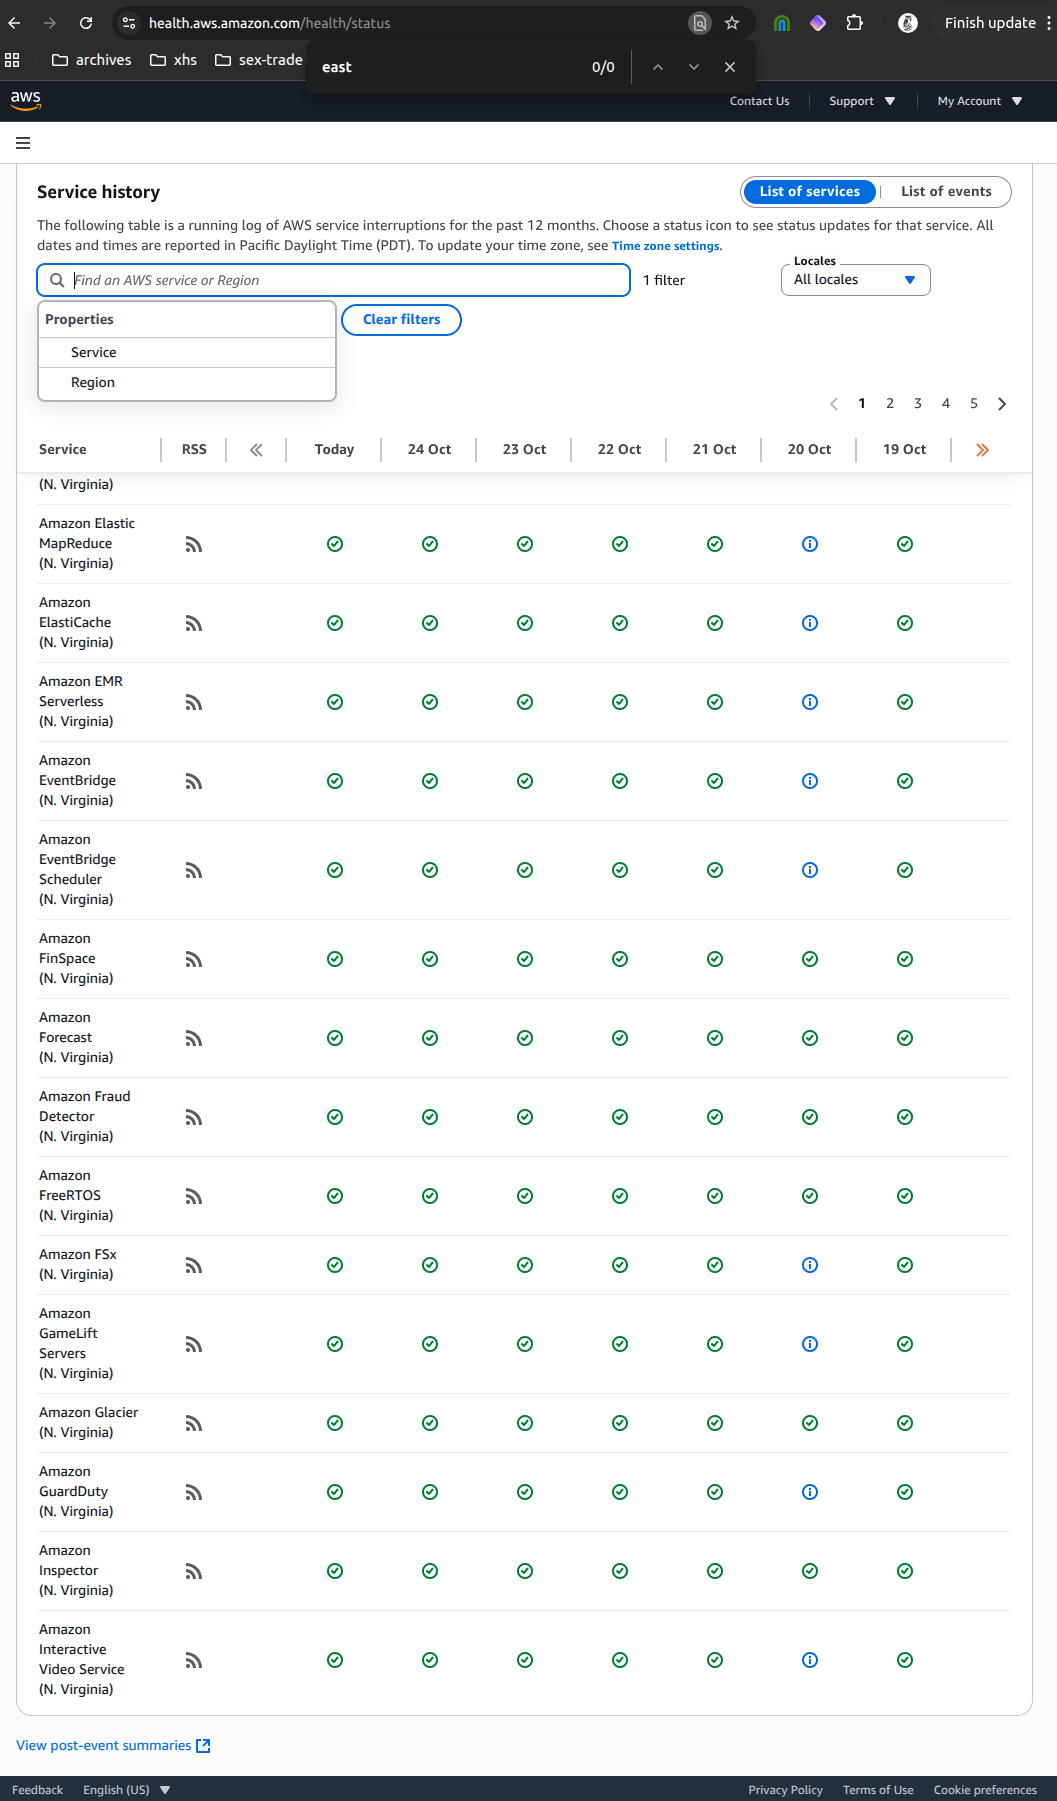 health.aws.amazon.com/health/status
Finish update
archives
xhs
sex-trade
east
0/0
aws
Contact Us
Support
My Account
Service history
List of services
List of events
The following table is a running log of AWS service interruptions for the past 12 months. Choose a status icon to see status updates for that service. All
dates and times are reported in Pacific Daylight Time (PDT). To update your time zone, see Time zone settings.
Find an AWS service or Region
1 filter
Locales
All locales
Properties
Service
Region
Clear filters
1 2 3 4 5
Service RSS Today 24 Oct 23 Oct 22 Oct 21 Oct 20 Oct 19 Oct
(N. Virginia)
Amazon Elastic
MapReduce
(N. Virginia)
Amazon
ElastiCache
(N. Virginia)
Amazon EMR
Serverless
(N. Virginia)
Amazon
EventBridge
(N. Virginia)
Amazon
EventBridge
Scheduler
(N. Virginia)
Amazon
FinSpace
(N. Virginia)
Amazon
Forecast
(N. Virginia)
Amazon Fraud
Detector
(N. Virginia)
Amazon
FreeRTOS
(N. Virginia)
Amazon FSx
(N. Virginia)
Amazon
GameLift
Servers
(N. Virginia)
Amazon Glacier
(N. Virginia)
Amazon
GuardDuty
(N. Virginia)
Amazon
Inspector
(N. Virginia)
Amazon
Interactive
Video Service
(N. Virginia)
View post-event summaries
Feedback
English (US)
Privacy Policy
Terms of Use
Cookie preferences